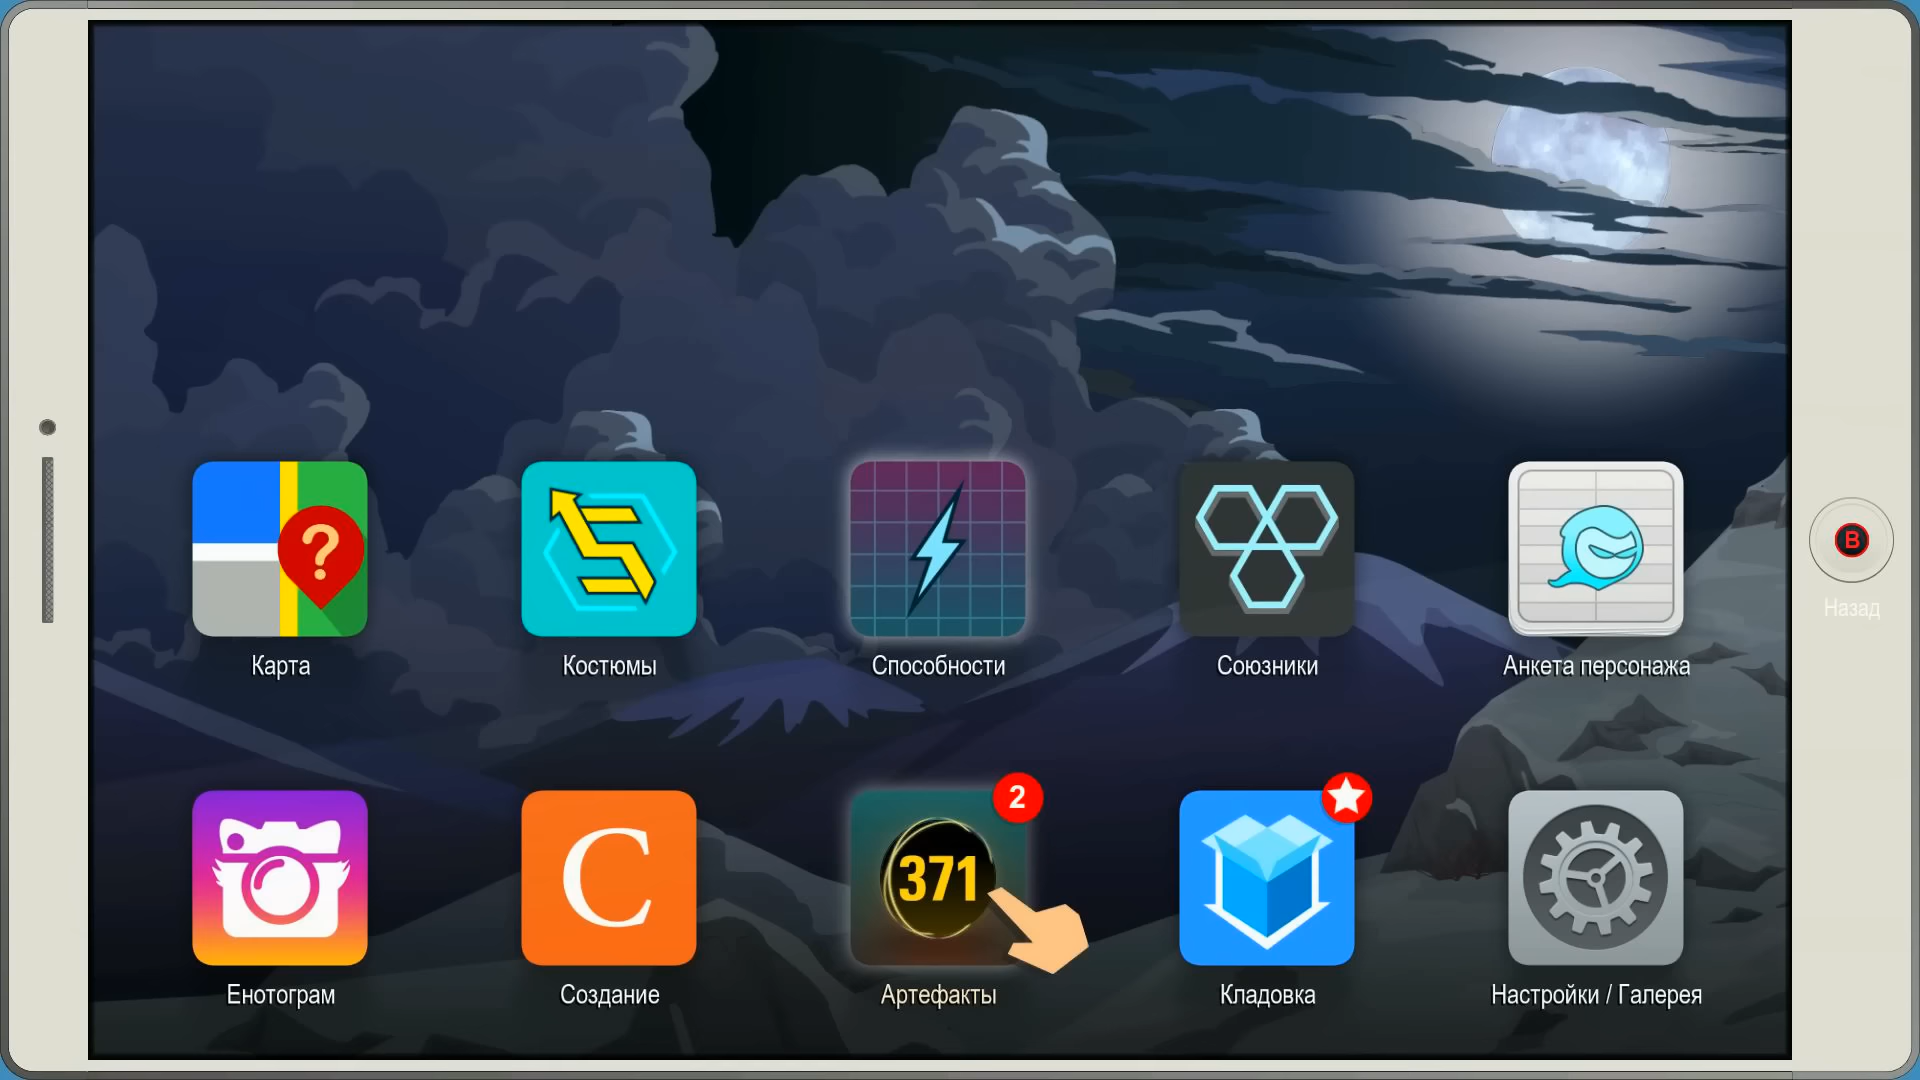 B
Назад
Карта
Костюмы
Способности
Союзники
Анкета персонажа
2
371
C
Енотограм
Создание
Артефакты
Кладовка
Настройки / Галерея